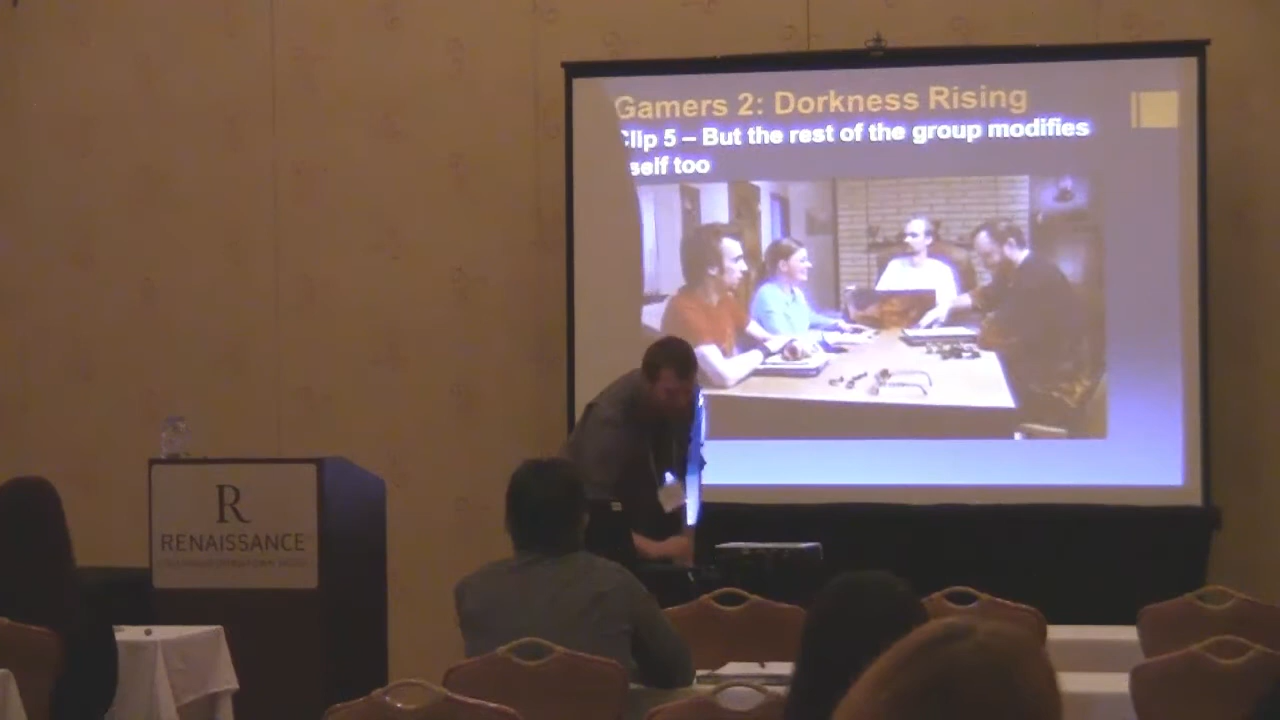 Gamers 2: Dorkness Rising
Clip 5 – But the rest of the group modifies
self too
R
RENAISSANCE